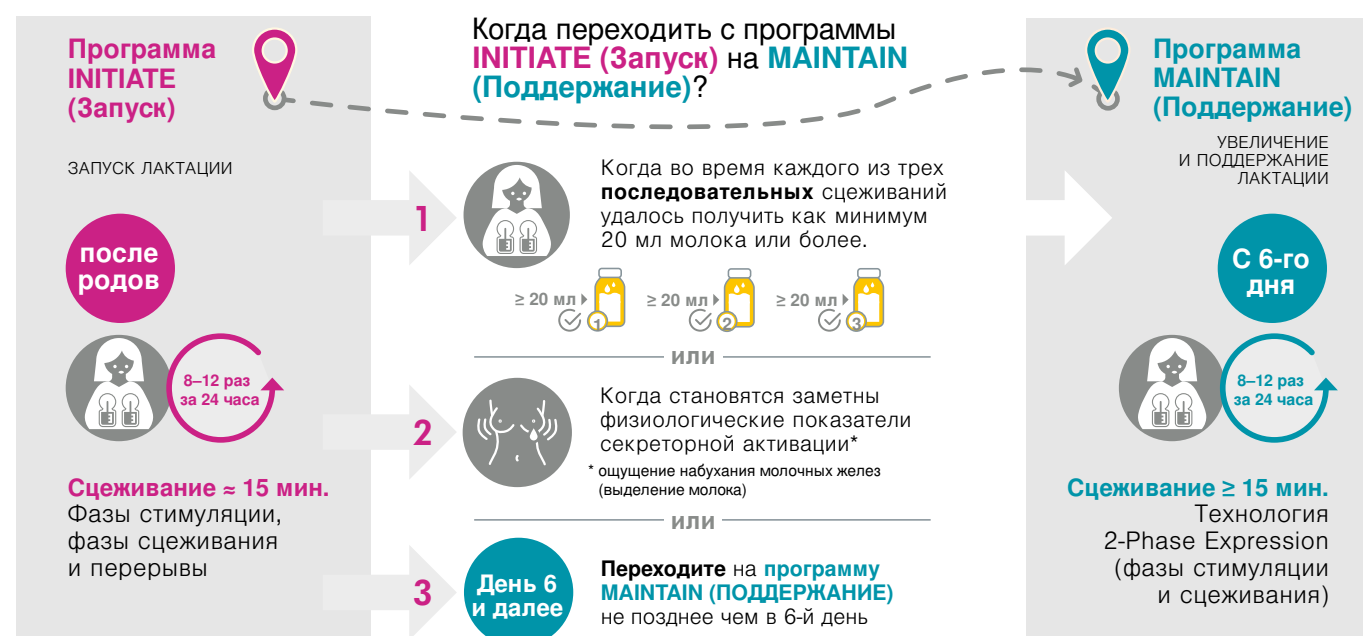 Программа
INITIATE
(Запуск)
ЗАПУСК ЛАКТАЦИИ
после
родов
8–12 раз
за 24 часа
Сцеживание ≈ 15 мин.
Фазы стимуляции,
фазы сцеживания
и перерывы
Когда переходить с программы
INITIATE (Запуск) на MAINTAIN
(Поддержание)?
1
Когда во время каждого из трех
последовательных сцеживаний
удалось получить как минимум
20 мл молока или более.
≥ 20 мл 1 ≥ 20 мл 2 ≥ 20 мл 3
или
2
Когда становятся заметны
физиологические показатели
секреторной активации*
* ощущение набухания молочных желез
(выделение молока)
или
3
День 6
и далее
Переходите на программу
MAINTAIN (ПОДДЕРЖАНИЕ)
не позднее чем в 6-й день
Программа
MAINTAIN
(Поддержание)
УВЕЛИЧЕНИЕ
И ПОДДЕРЖАНИЕ
ЛАКТАЦИИ
С 6-го
дня
8–12 раз
за 24 часа
Сцеживание ≥ 15 мин.
Технология
2-Phase Expression
(фазы стимуляции
и сцеживания)